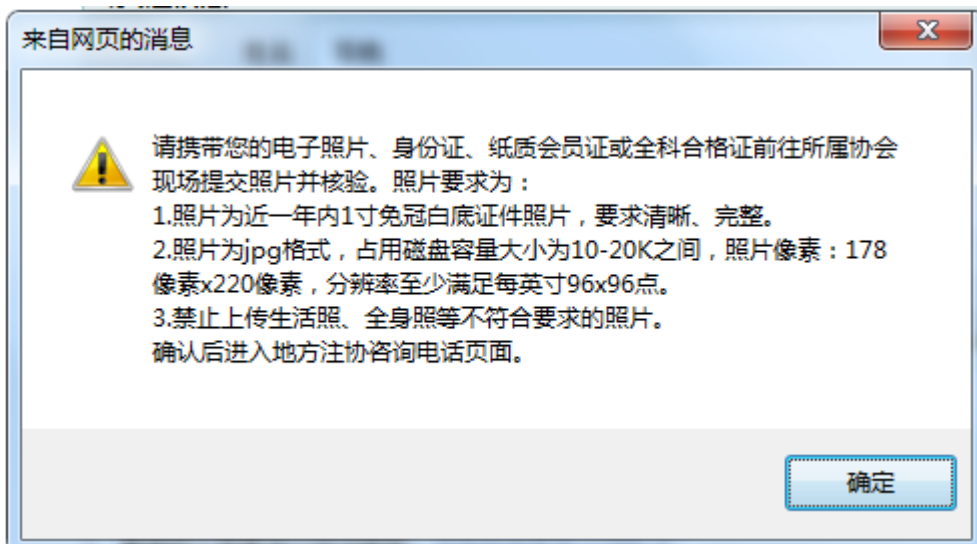 来自网页的消息
请携带您的电子照片、身份证、纸质会员证或全科合格证前往所属协会
现场提交照片并核验。照片要求为：
1.照片为近一年内1寸免冠白底证件照片，要求清晰、完整。
2.照片为jpg格式，占用磁盘容量大小为10-20K之间，照片像素：178
像素x220像素，分辨率至少满足每英寸96x96点。
3.禁止上传生活照、全身照等不符合要求的照片。
确认后进入地方注协咨询电话页面。
确定